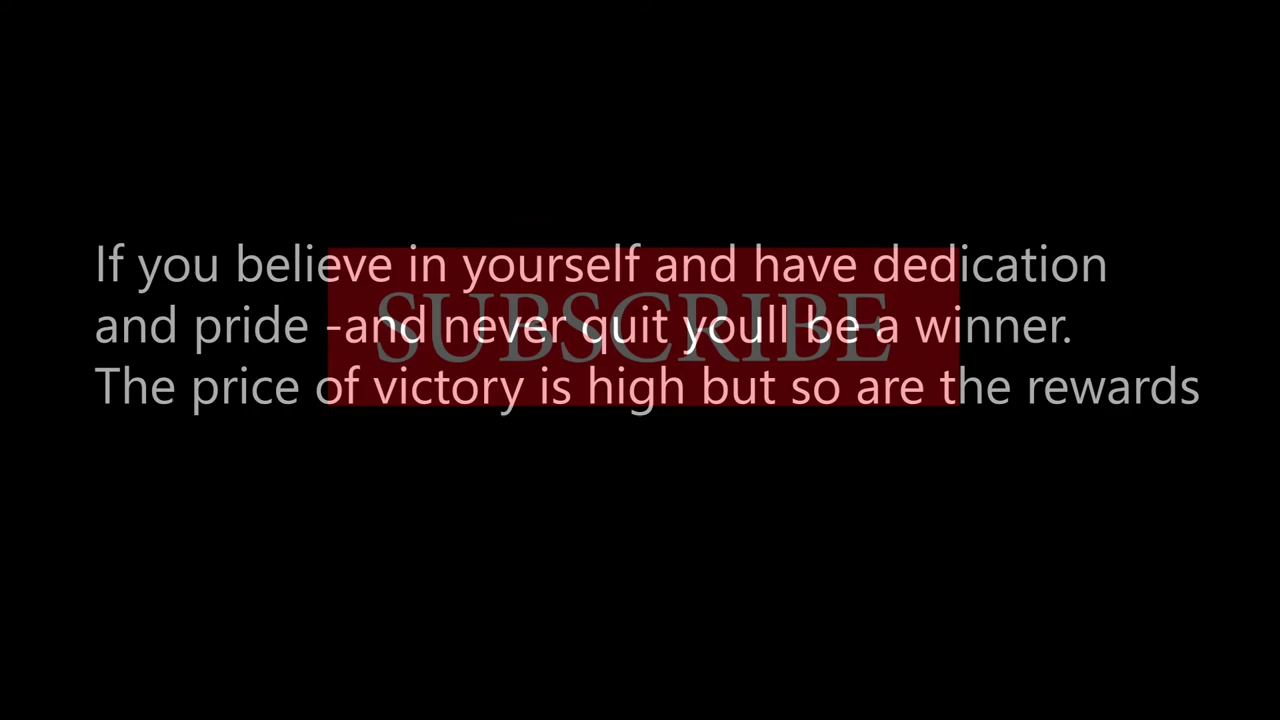 If you believe in yourself and have dedication
SUBSCRIBE
and pride -and never quit youll be a winner.
The price of victory is high but so are the rewards